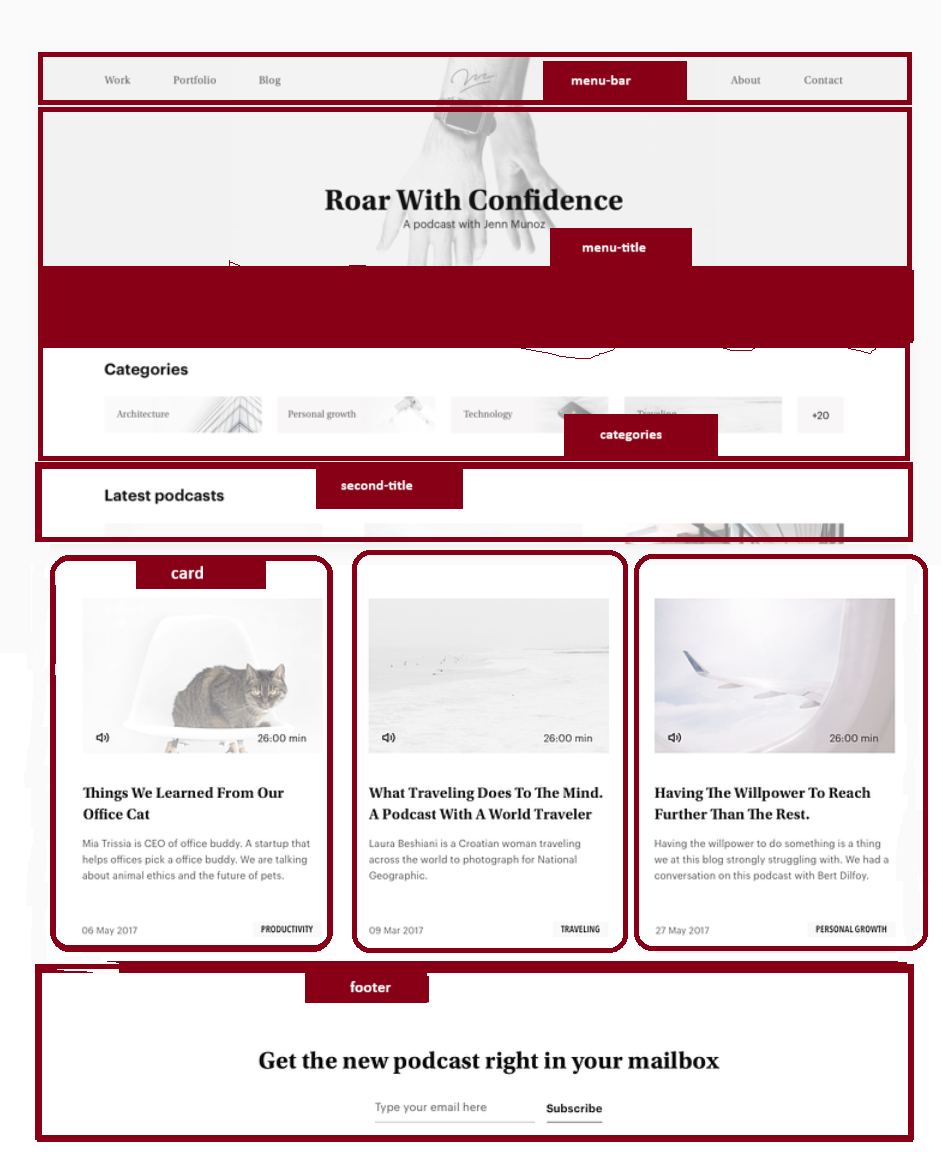 Work Portfolio Blog menu-bar About Contact
Roar With Confidence
A podcast with Jenn Munoz
menu-title
Categories
Architecture Personal growth Technology Traveling +20
categories
second-title
Latest podcasts
card
26:00 min 26:00 min 26:00 min
Things We Learned From Our
Office Cat
Mia Trissia is CEO of office buddy. A startup that
helps offices pick a office buddy. We are talking
about animal ethics and the future of pets.
06 May 2017 PRODUCTIVITY
What Traveling Does To The Mind.
A Podcast With A World Traveler
Laura Beshiani is a Croatian woman traveling
across the world to photograph for National
Geographic.
09 Mar 2017 TRAVELING
Having The Willpower To Reach
Further Than The Rest.
Having the willpower to do something is a thing
we at this blog strongly struggling with. We had a
conversation on this podcast with Bert Dilfoy.
27 May 2017 PERSONAL GROWTH
footer
Get the new podcast right in your mailbox
Type your email here Subscribe